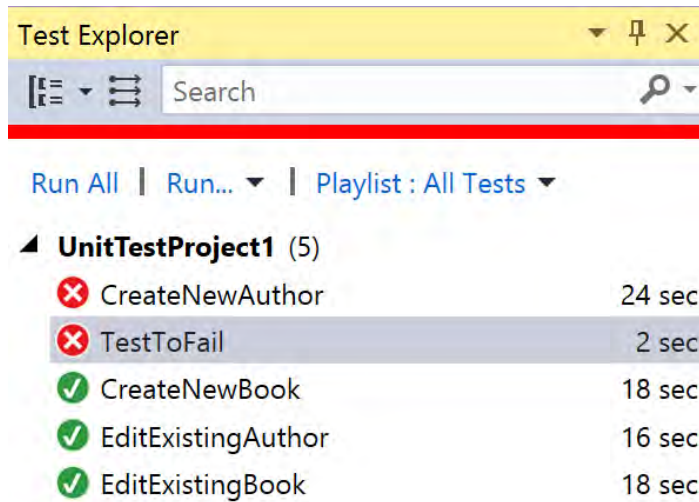 Test Explorer
Search
Run All | Run... | Playlist : All Tests
UnitTestProject1 (5)
CreateNewAuthor 24 sec
TestToFail 2 sec
CreateNewBook 18 sec
EditExistingAuthor 16 sec
EditExistingBook 18 sec